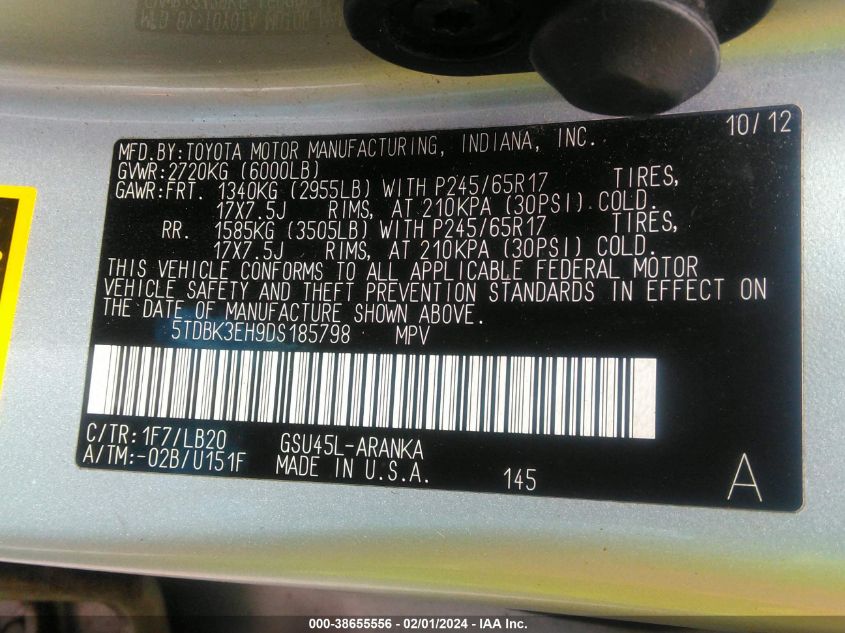 10/12
MFD.BY:TOYOTA MOTOR MANUFACTURING, INDIANA, INC.
GVWR:2720KG (6000LB)
GAWR:FRT. 1340KG (2955LB) WITH P245/65R17 TIRES,
17X7.5J RIMS, AT 210KPA (30PSI) COLD.
RR. 1585KG (3505LB) WITH P245/65R17 TIRES,
17X7.5J RIMS, AT 210KPA (30PSI) COLD.
THIS VEHICLE CONFORMS TO ALL APPLICABLE FEDERAL MOTOR
VEHICLE SAFETY AND THEFT PREVENTION STANDARDS IN EFFECT ON
THE DATE OF MANUFACTURE SHOWN ABOVE.
5TDBK3EH9DS185798 MPV
C/TR:1F7/LB20 GSU45L-ARANKA
A/TM:-02B/U151F MADE IN U.S.A. 145 A
000-38655556 - 02/01/2024 - IAA Inc.